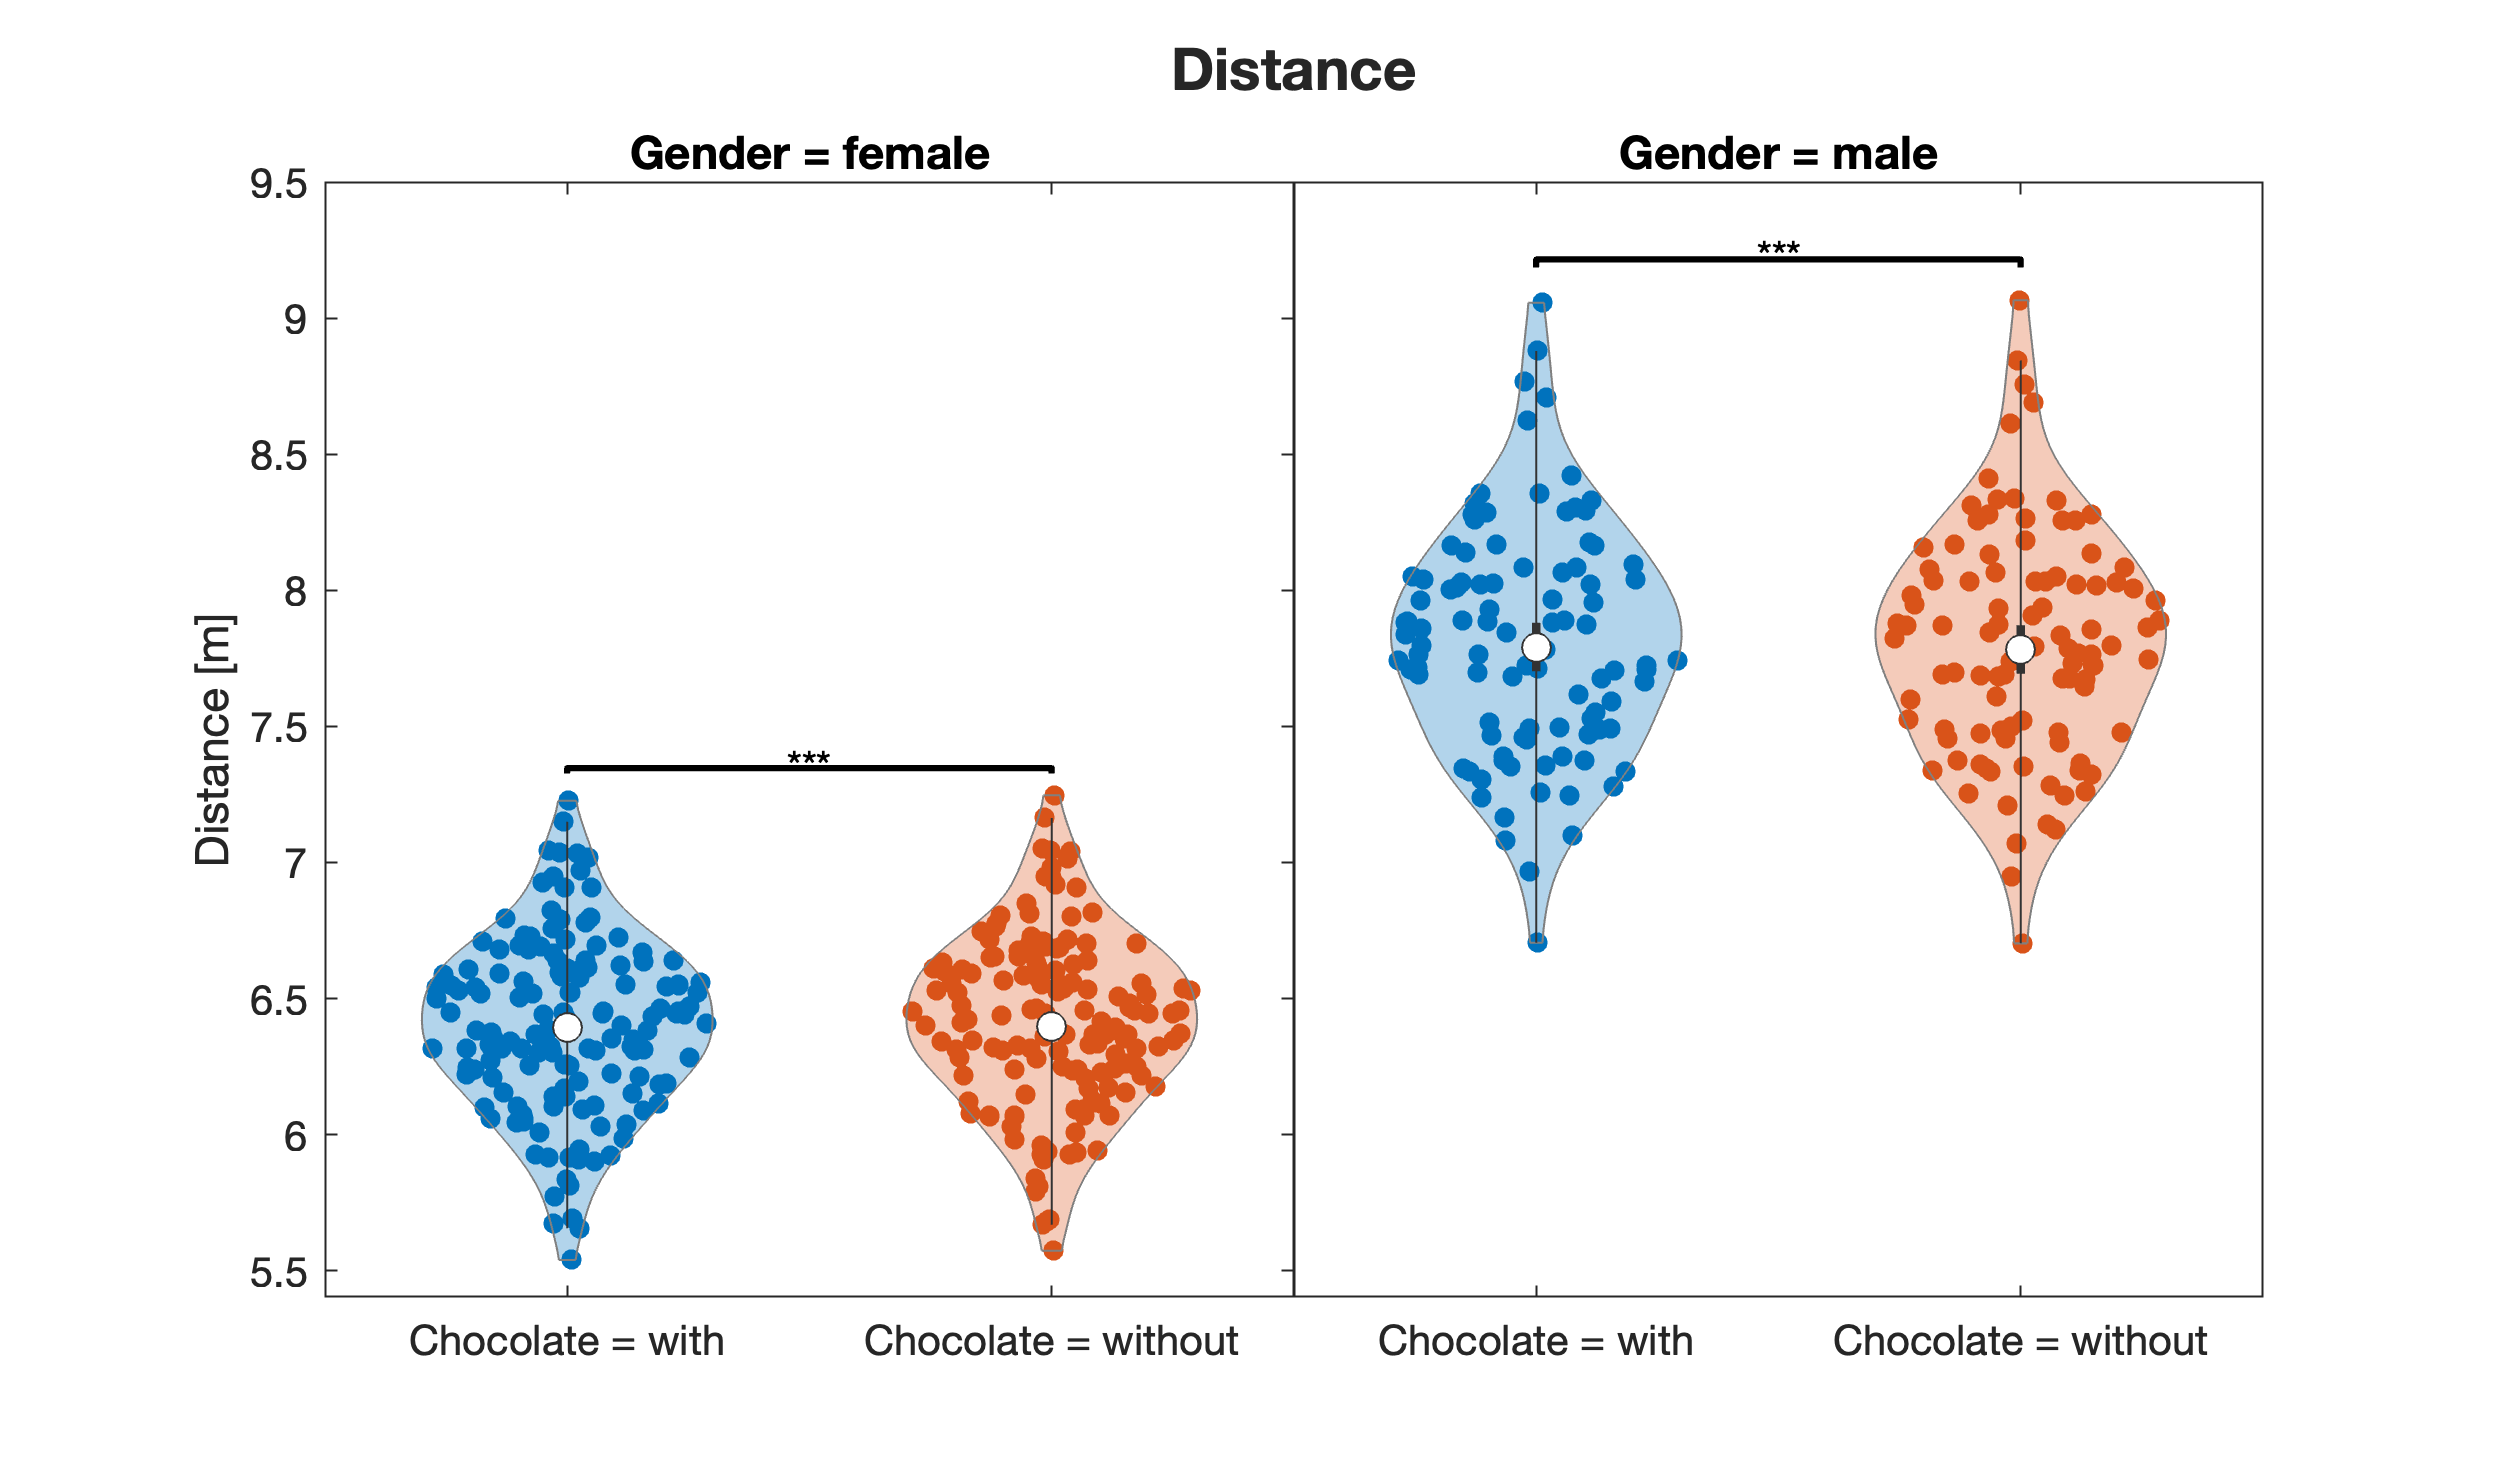 Distance
Gender = female
Gender = male
9.5
9
8.5
8
7.5
7
6.5
6
5.5
Distance [m]
***
***
Chocolate = with
Chocolate = without
Chocolate = with
Chocolate = without